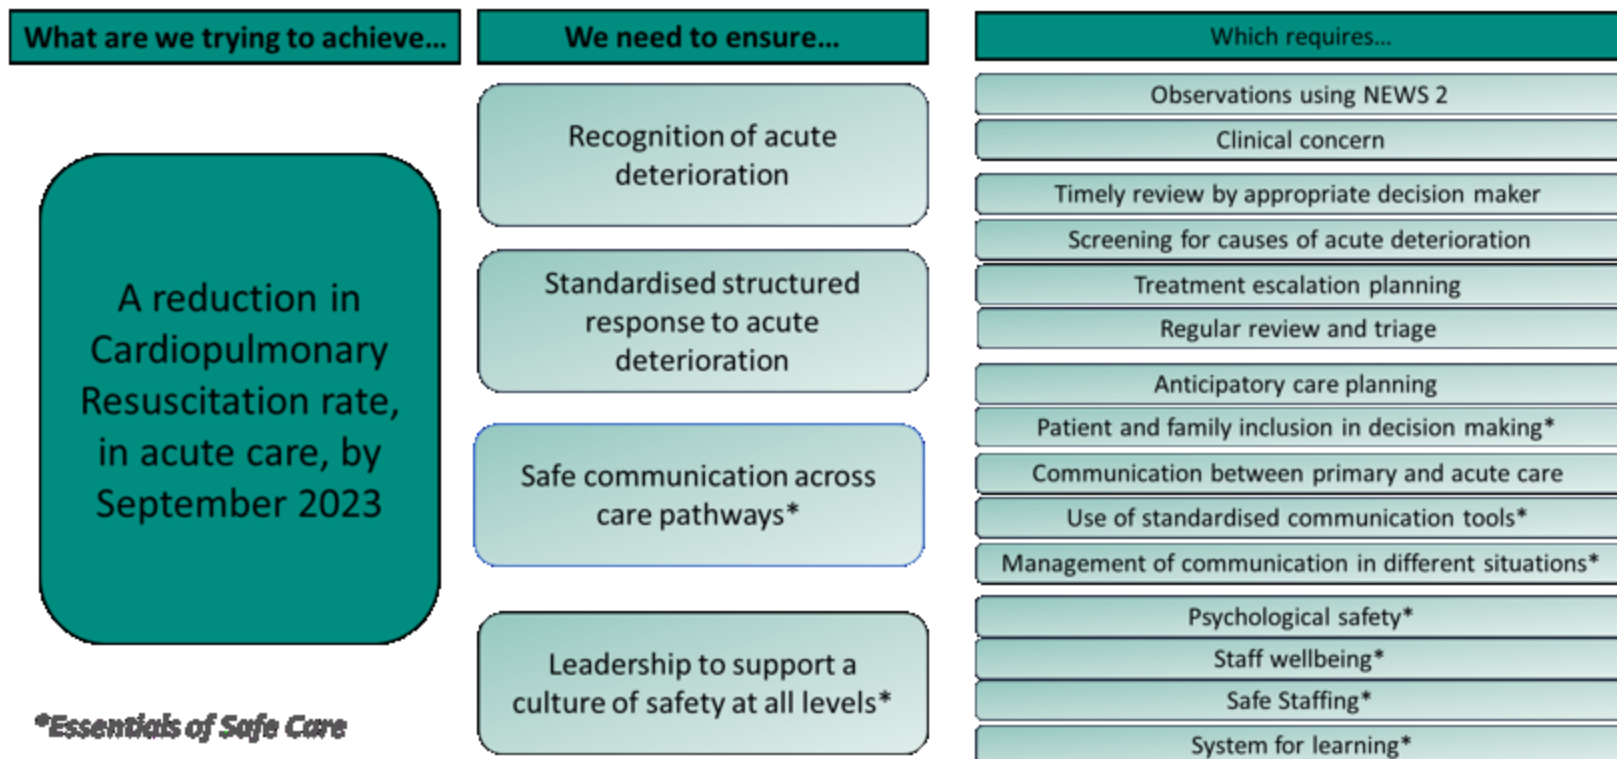 What are we trying to achieve...
We need to ensure...
Which requires...
A reduction in
Cardiopulmonary
Resuscitation rate,
in acute care, by
September 2023
*Essentials of Safe Care
Recognition of acute
deterioration
Standardised structured
response to acute
deterioration
Safe communication across
care pathways*
Leadership to support a
culture of safety at all levels*
Observations using NEWS 2
Clinical concern
Timely review by appropriate decision maker
Screening for causes of acute deterioration
Treatment escalation planning
Regular review and triage
Anticipatory care planning
Patient and family inclusion in decision making*
Communication between primary and acute care
Use of standardised communication tools*
Management of communication in different situations*
Psychological safety*
Staff wellbeing*
Safe Staffing*
System for learning*